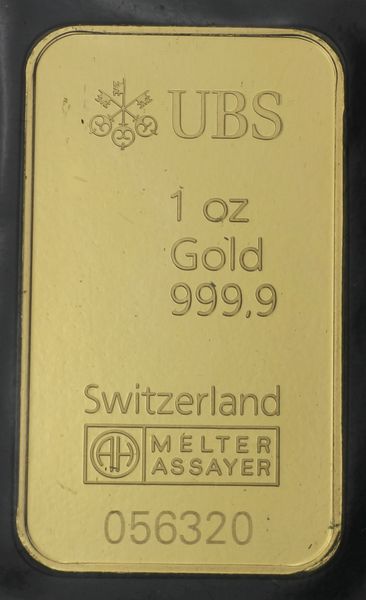 UBS
1 oz
Gold
999,9
Switzerland
AH
MELTER
ASSAYER
056320